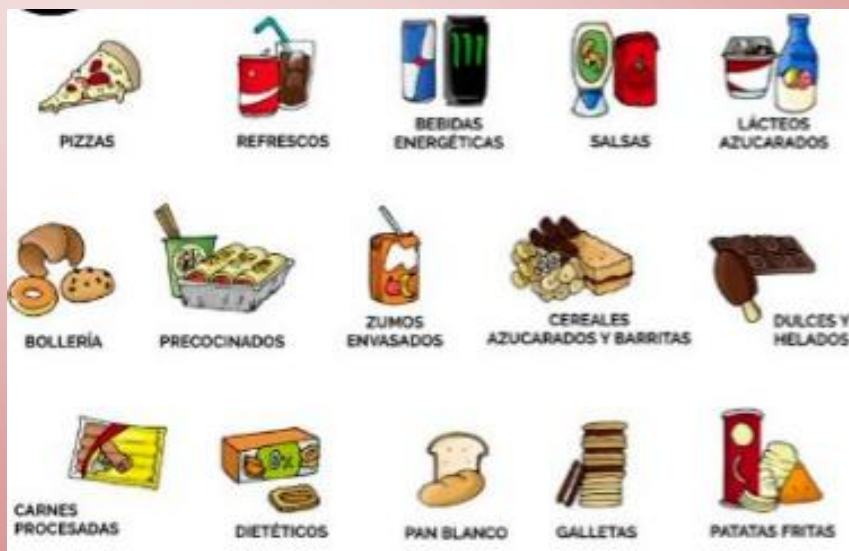 PIZZAS
REFRESCOS
BEBIDAS
ENERGÉTICAS
SALSAS
LÁCTEOS
AZUCARADOS
BOLLERÍA
PRECOCINADOS
ZUMOS
ENVASADOS
CEREALES
AZUCARADOS Y BARRITAS
DULCES Y
HELADOS
CARNES
PROCESADAS
0%
DIETÉTICOS
PAN BLANCO
GALLETAS
PATATAS FRITAS